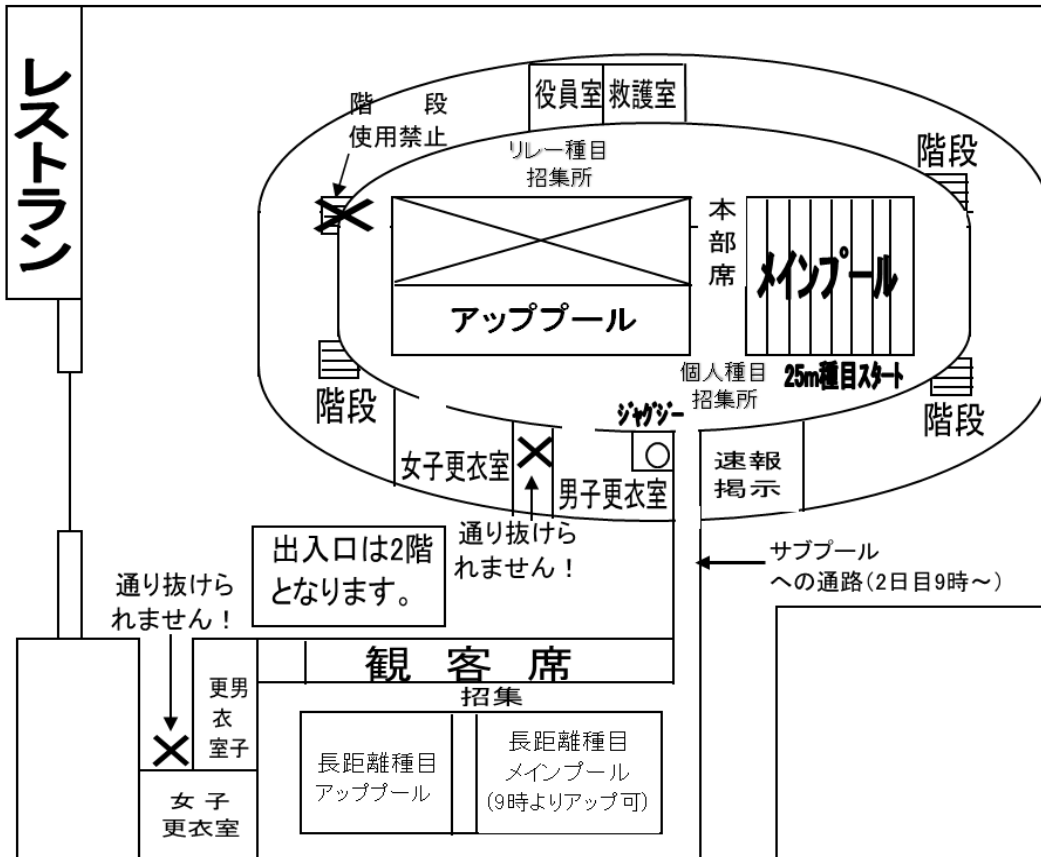 レストラン
階 段
使用禁止
役員室
救護室
リレー種目
招集所
階段
本部席
メインプール
アッププール
個人種目
招集所
25m種目スタート
階段
階段
ジャグジー
女子更衣室
男子更衣室
速報
掲示
通り抜けら
れません！
出入口は2階
となります。
サブプール
への通路(2日目9時～)
通り抜けら
れません！
観 客 席
招集
男子
更衣室
長距離種目
アッププール
長距離種目
メインプール
(9時よりアップ可)
女 子
更衣室